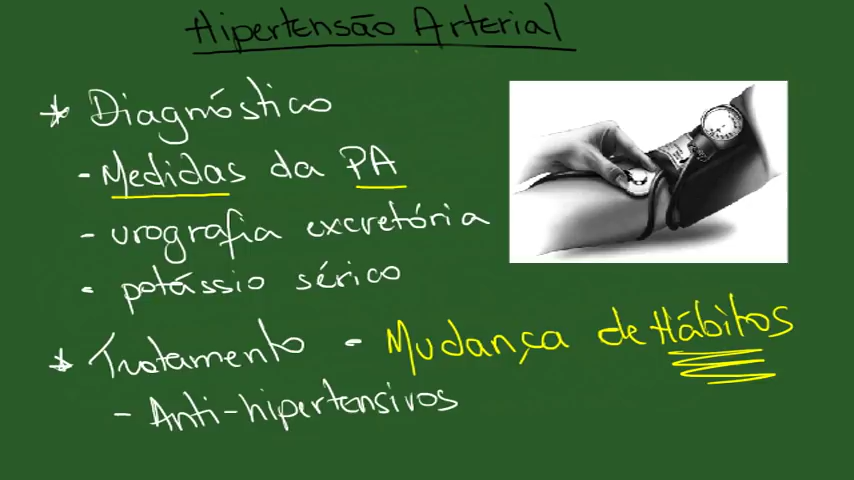 Hipertensão Arterial
* Diagnóstico
- Medidas da PA
- urografia excretória
- potássio sérico
* Tratamento - Mudança de Hábitos
- Anti-hipertensivos